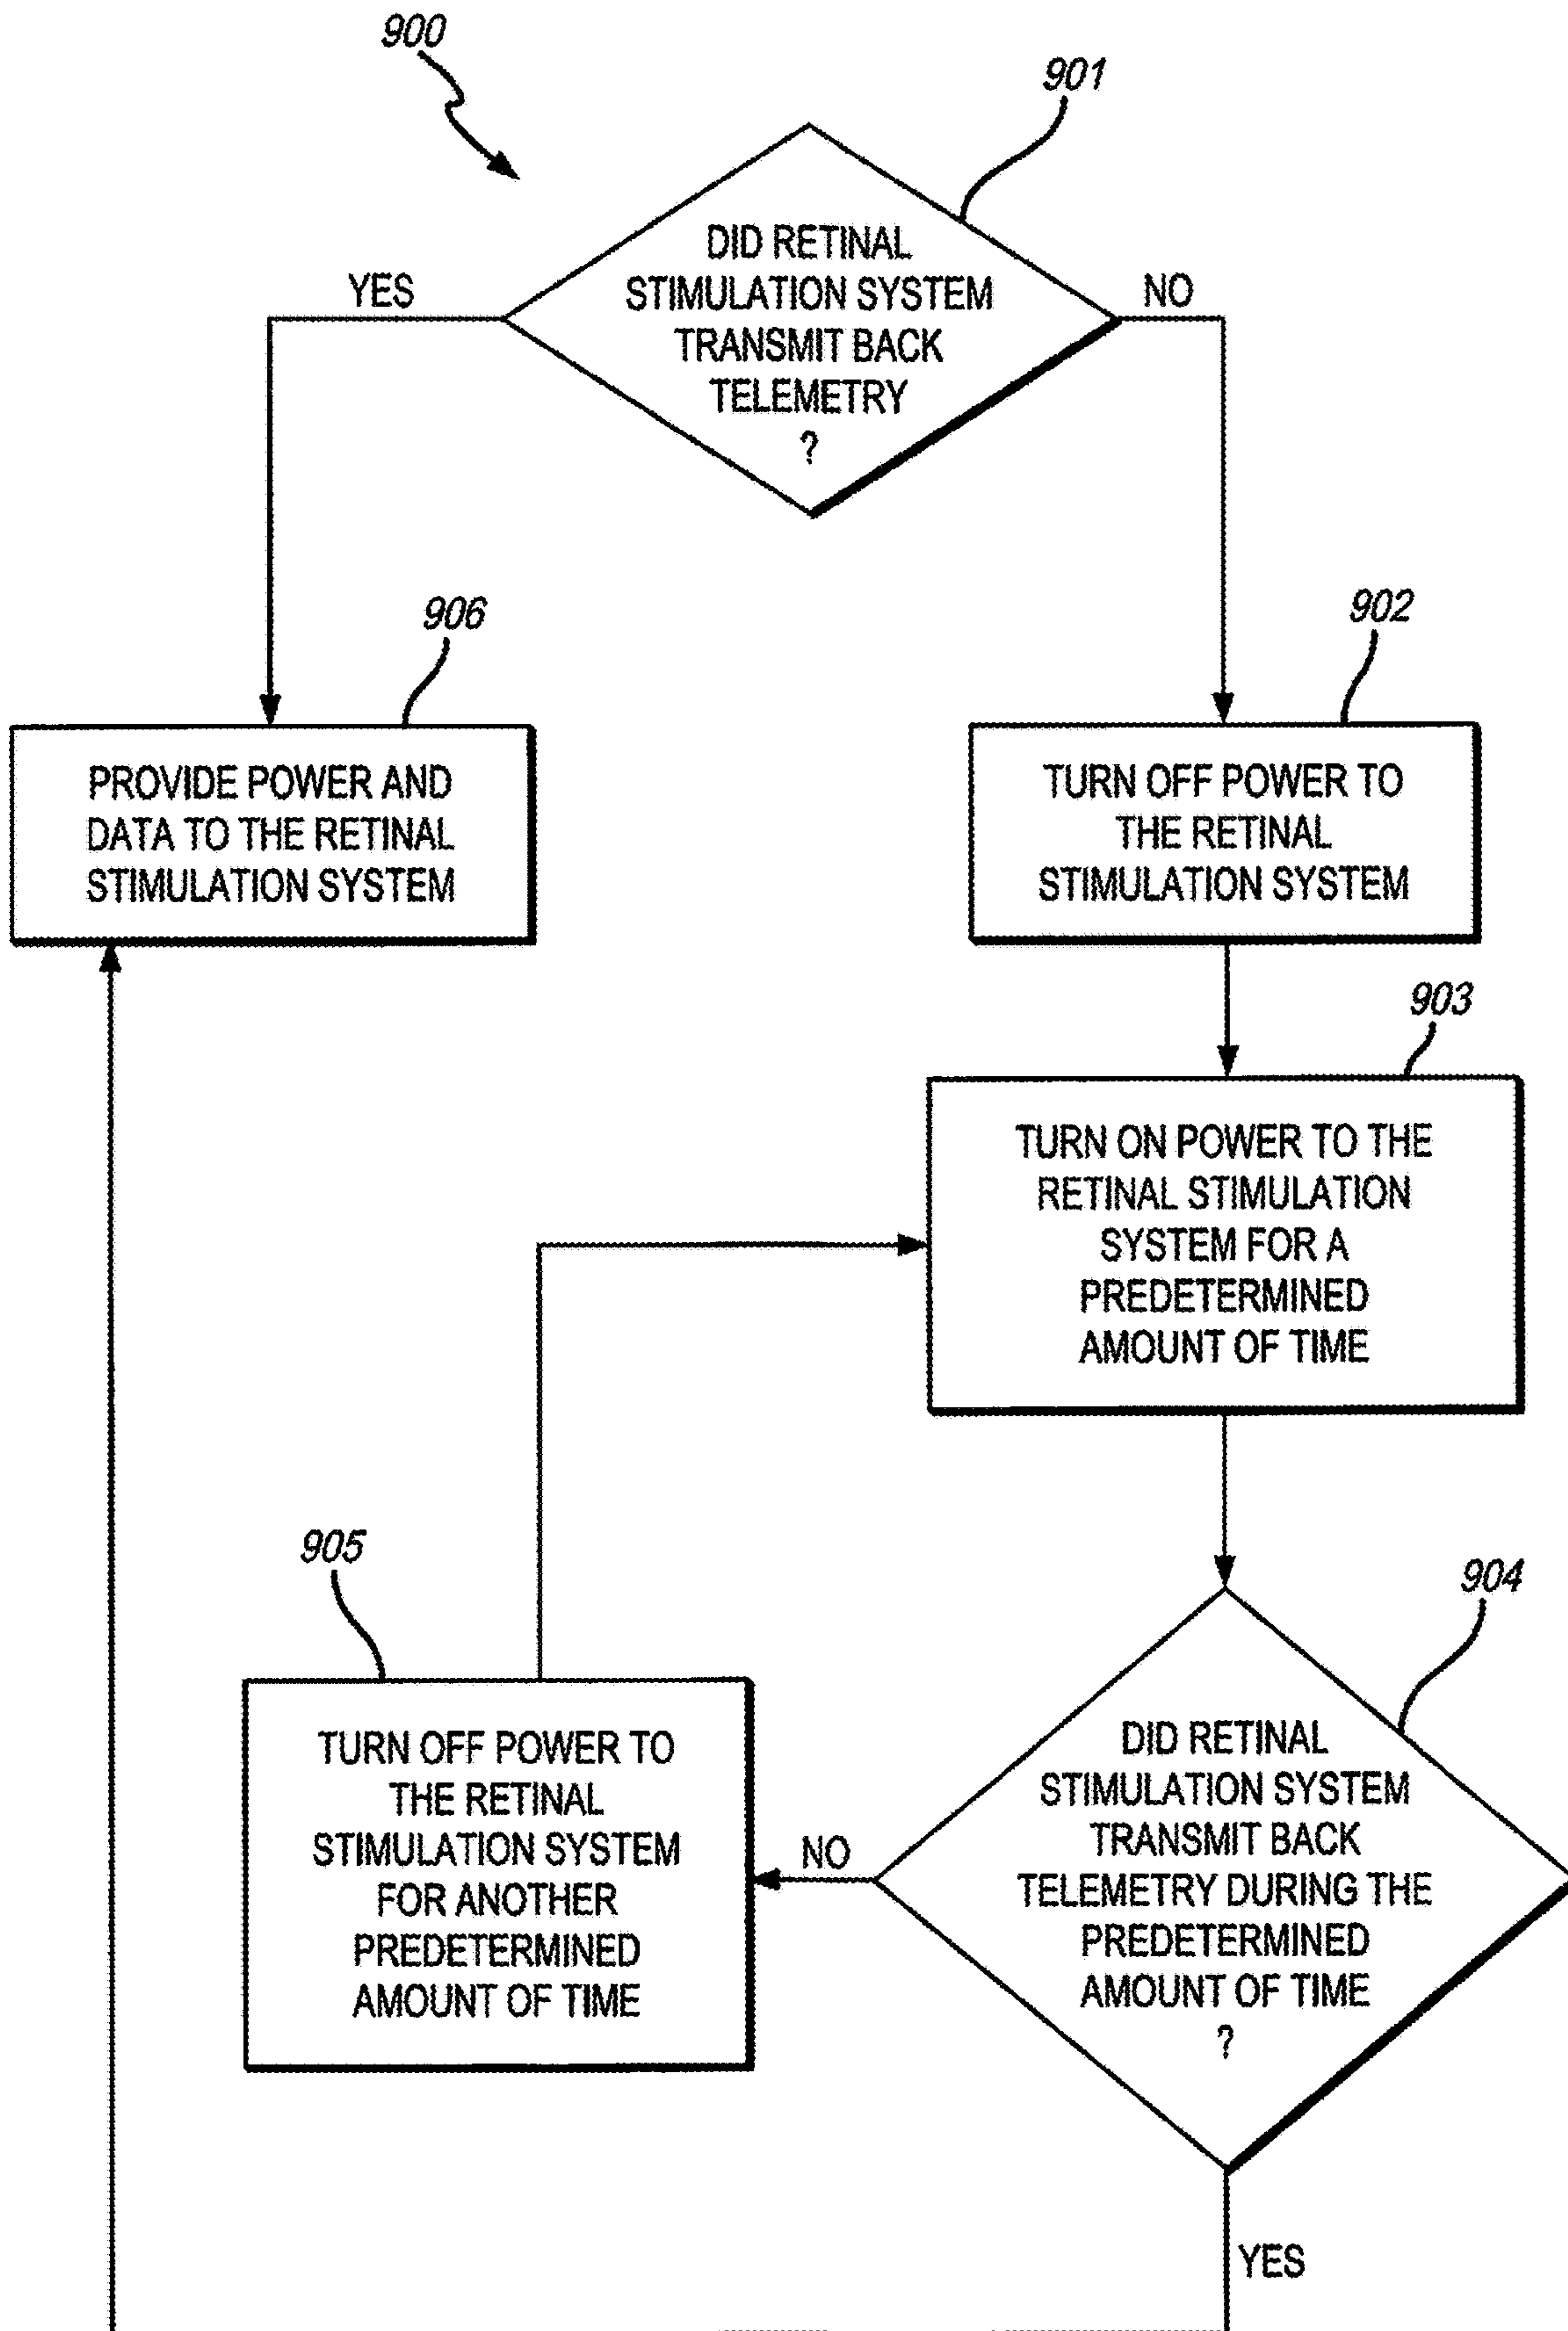 900
901
DID RETINAL
STIMULATION SYSTEM
TRANSMIT BACK
TELEMETRY
?
YES
NO
906
902
PROVIDE POWER AND
DATA TO THE RETINAL
STIMULATION SYSTEM
TURN OFF POWER TO
THE RETINAL
STIMULATION SYSTEM
903
TURN ON POWER TO THE
RETINAL STIMULATION
SYSTEM FOR A
PREDETERMINED
AMOUNT OF TIME
905
904
TURN OFF POWER TO
THE RETINAL
STIMULATION SYSTEM
FOR ANOTHER
PREDETERMINED
AMOUNT OF TIME
NO
DID RETINAL
STIMULATION SYSTEM
TRANSMIT BACK
TELEMETRY DURING THE
PREDETERMINED
AMOUNT OF TIME
?
YES